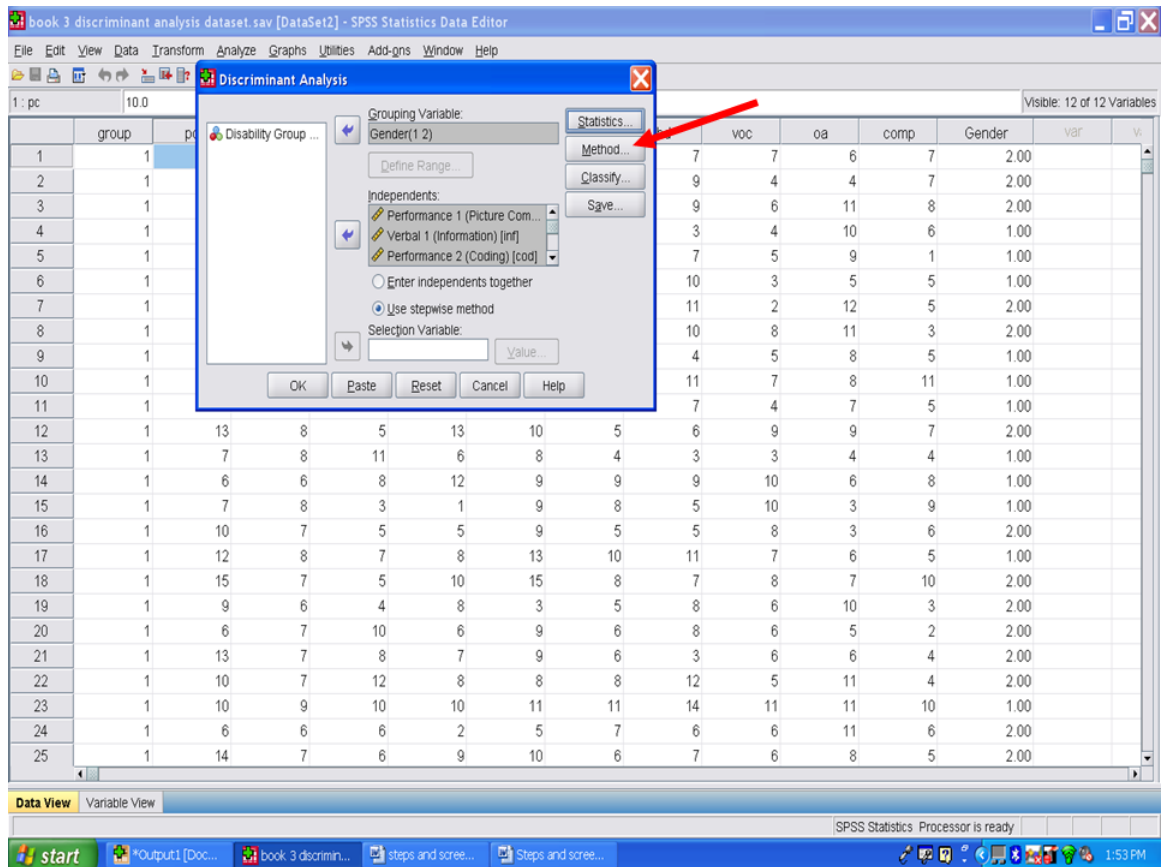 book 3 discriminant analysis dataset.sav [DataSet2] - SPSS Statistics Data Editor
File Edit View Data Transform Analyze Graphs Utilities Add-ons Window Help
1 : pc 10.0 Visible: 12 of 12 Variables
Discriminant Analysis
Disability Group ...
Grouping Variable:
Gender(1 2)
Define Range...
Independents:
Performance 1 (Picture Com...
Verbal 1 (Information) [inf]
Performance 2 (Coding) [cod]
Enter independents together
Use stepwise method
Selection Variable:
Value...
Statistics...
Method...
Classify...
Save...
OK Paste Reset Cancel Help
group voc oa comp Gender var
1 1 7 7 6 7 2.00
2 1 9 4 4 7 2.00
3 1 9 6 11 8 2.00
4 1 3 4 10 6 1.00
5 1 7 5 9 1 1.00
6 1 10 3 5 5 1.00
7 1 11 2 12 5 2.00
8 1 10 8 11 3 2.00
9 1 4 5 8 5 1.00
10 1 11 7 8 11 1.00
11 1 7 4 7 5 1.00
12 1 13 8 5 13 10 5 6 9 9 7 2.00
13 1 7 8 11 6 8 4 3 3 4 4 1.00
14 1 6 6 8 12 9 9 9 10 6 8 1.00
15 1 7 8 3 1 9 8 5 10 3 9 1.00
16 1 10 7 5 5 9 5 5 8 3 6 2.00
17 1 12 8 7 8 13 10 11 7 6 5 1.00
18 1 15 7 5 10 15 8 7 8 7 10 2.00
19 1 9 6 4 8 3 5 8 6 10 3 2.00
20 1 6 7 10 6 9 6 8 6 5 2 2.00
21 1 13 7 8 7 9 6 3 6 6 4 2.00
22 1 10 7 12 8 8 8 12 5 11 4 2.00
23 1 10 9 10 10 11 11 14 11 11 10 1.00
24 1 6 6 6 2 5 7 6 6 11 6 2.00
25 1 14 7 6 9 10 6 7 6 8 5 2.00
Data View Variable View
SPSS Statistics Processor is ready
start *Output1 [Doc... book 3 discrimin... steps and scree... Steps and scree... 1:53 PM